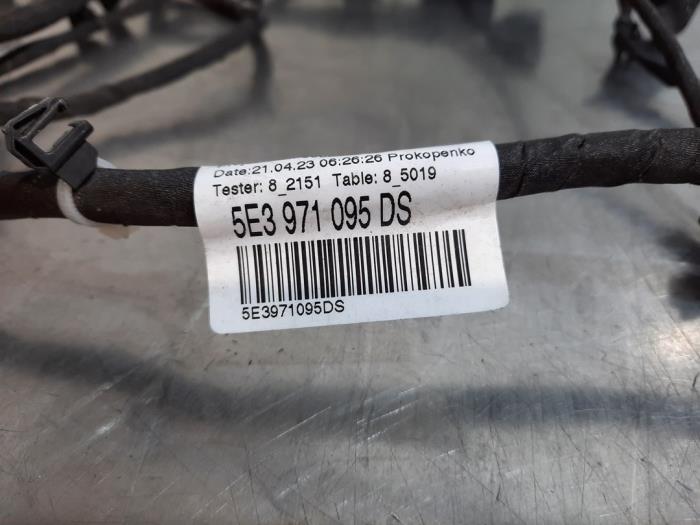 Date:21.04.23 06:26:26 Prokopenko
Tester: 8_2151 Table: 8_5019
5E3 971 095 DS
5E3971095DS